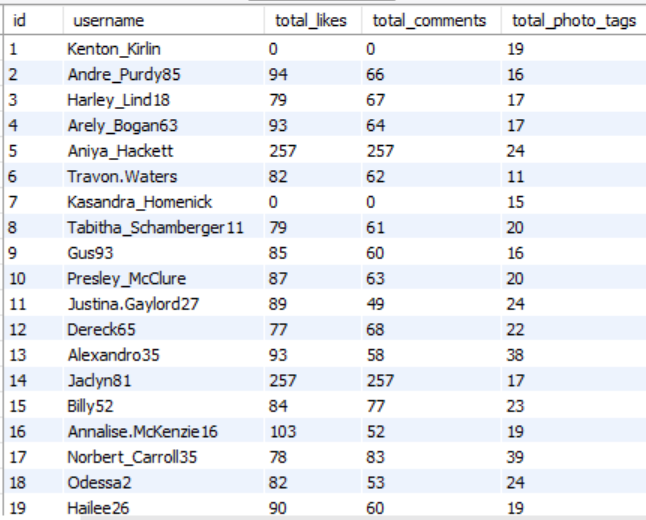 id username total_likes total_comments total_photo_tags
1 Kenton_Kirlin 0 0 19
2 Andre_Purdy85 94 66 16
3 Harley_Lind18 79 67 17
4 Arely_Bogan63 93 64 17
5 Aniya_Hackett 257 257 24
6 Travon.Waters 82 62 11
7 Kasandra_Homenick 0 0 15
8 Tabitha_Schamberger11 79 61 20
9 Gus93 85 60 16
10 Presley_McClure 87 63 20
11 Justina.Gaylord27 89 49 24
12 Dereck65 77 68 22
13 Alexandro35 93 58 38
14 Jaclyn81 257 257 17
15 Billy52 84 77 23
16 Annalise.McKenzie16 103 52 19
17 Norbert_Carroll35 78 83 39
18 Odessa2 82 53 24
19 Hailee26 90 60 19